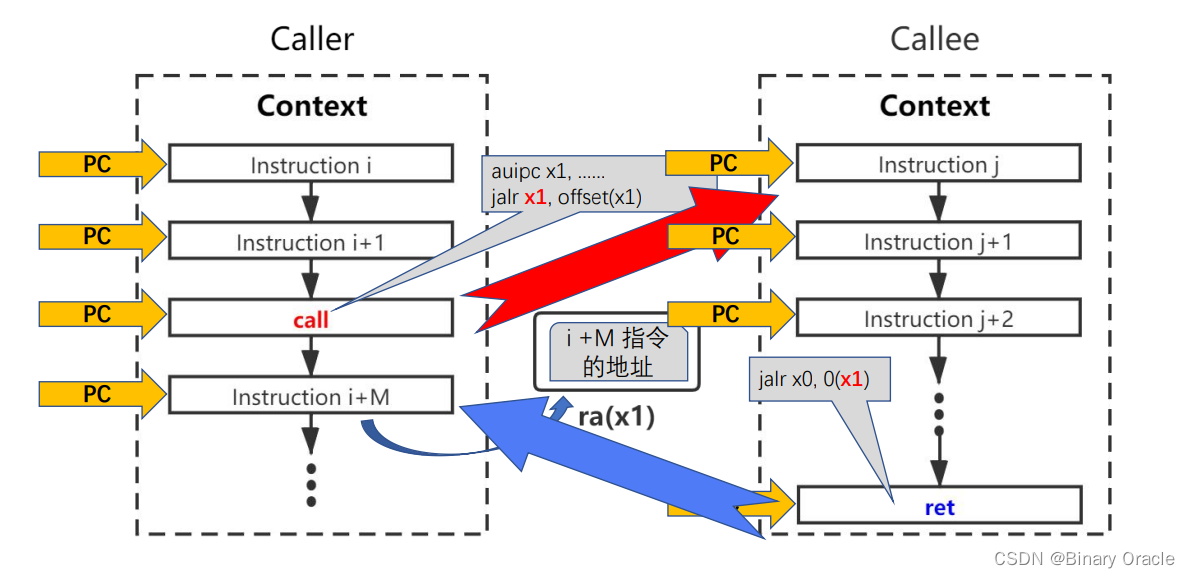 Caller
Callee
Context
Context
PC
Instruction i
auipc x1, ......
jalr x1, offset(x1)
PC
Instruction j
PC
Instruction i+1
PC
Instruction j+1
PC
call
i +M 指令
的地址
PC
Instruction j+2
PC
Instruction i+M
ra(x1)
jalr x0, 0(x1)
ret
CSDN @Binary Oracle